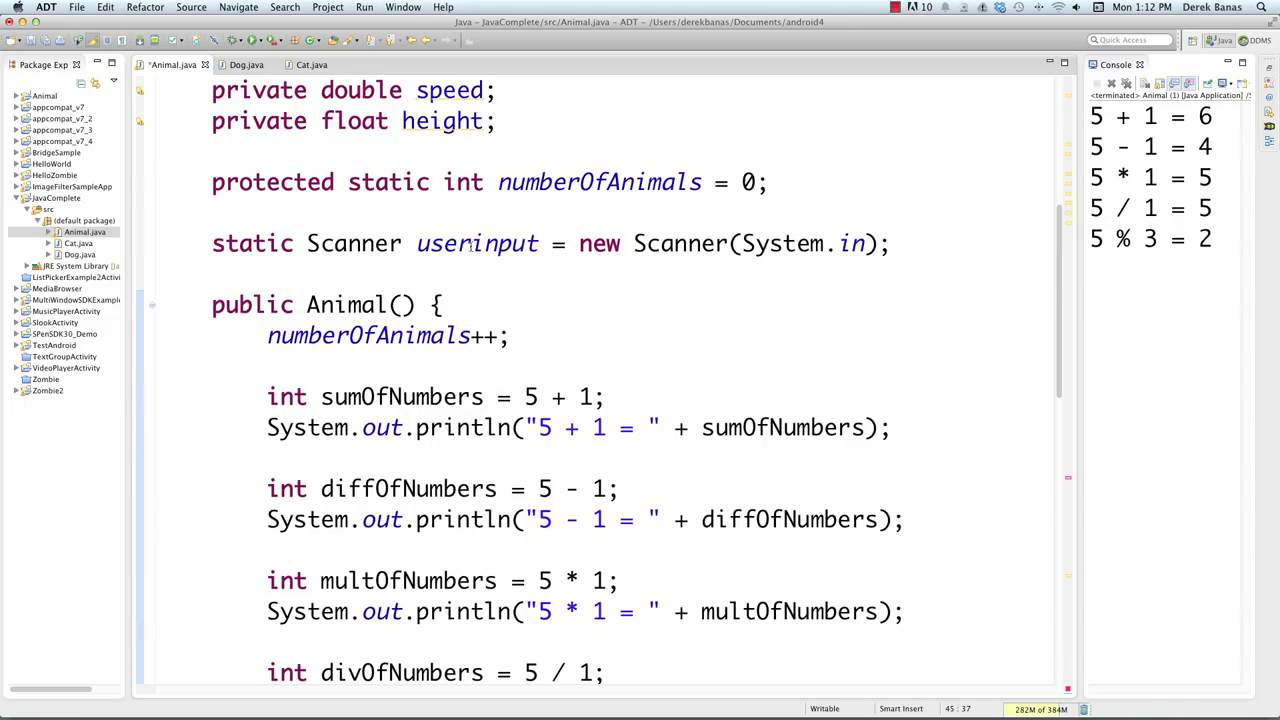 ADT File Edit Refactor Source Navigate Search Project Run Window Help
10 Mon 1:12 PM Derek Banas
Java - JavaComplete/src/Animal.java - ADT - /Users/derekbanas/Documents/android4
Quick Access Java DDMS
Package Exp
*Animal.java Dog.java Cat.java
Console
<terminated> Animal (1) [Java Application] /S
Animal
appcompat_v7
appcompat_v7_2
appcompat_v7_3
appcompat_v7_4
BridgeSample
HelloWorld
HelloZombie
ImageFilterSampleApp
JavaComplete
src
(default package)
Animal.java
Cat.java
Dog.java
JRE System Library [Ja
ListPickerExample2Activi
MediaBrowser
MultiWindowSDKExample
MusicPlayerActivity
SlookActivity
SPenSDK30_Demo
TestAndroid
TextGroupActivity
VideoPlayerActivity
Zombie
Zombie2
private double speed;
private float height;
protected static int numberOfAnimals = 0;
static Scanner userinput = new Scanner(System.in);
public Animal() {
numberOfAnimals++;
int sumOfNumbers = 5 + 1;
System.out.println("5 + 1 = " + sumOfNumbers);
int diffOfNumbers = 5 - 1;
System.out.println("5 - 1 = " + diffOfNumbers);
int multOfNumbers = 5 * 1;
System.out.println("5 * 1 = " + multOfNumbers);
int divOfNumbers = 5 / 1;
5 + 1 = 6
5 - 1 = 4
5 * 1 = 5
5 / 1 = 5
5 % 3 = 2
Writable Smart Insert 45 : 37 282M of 384M